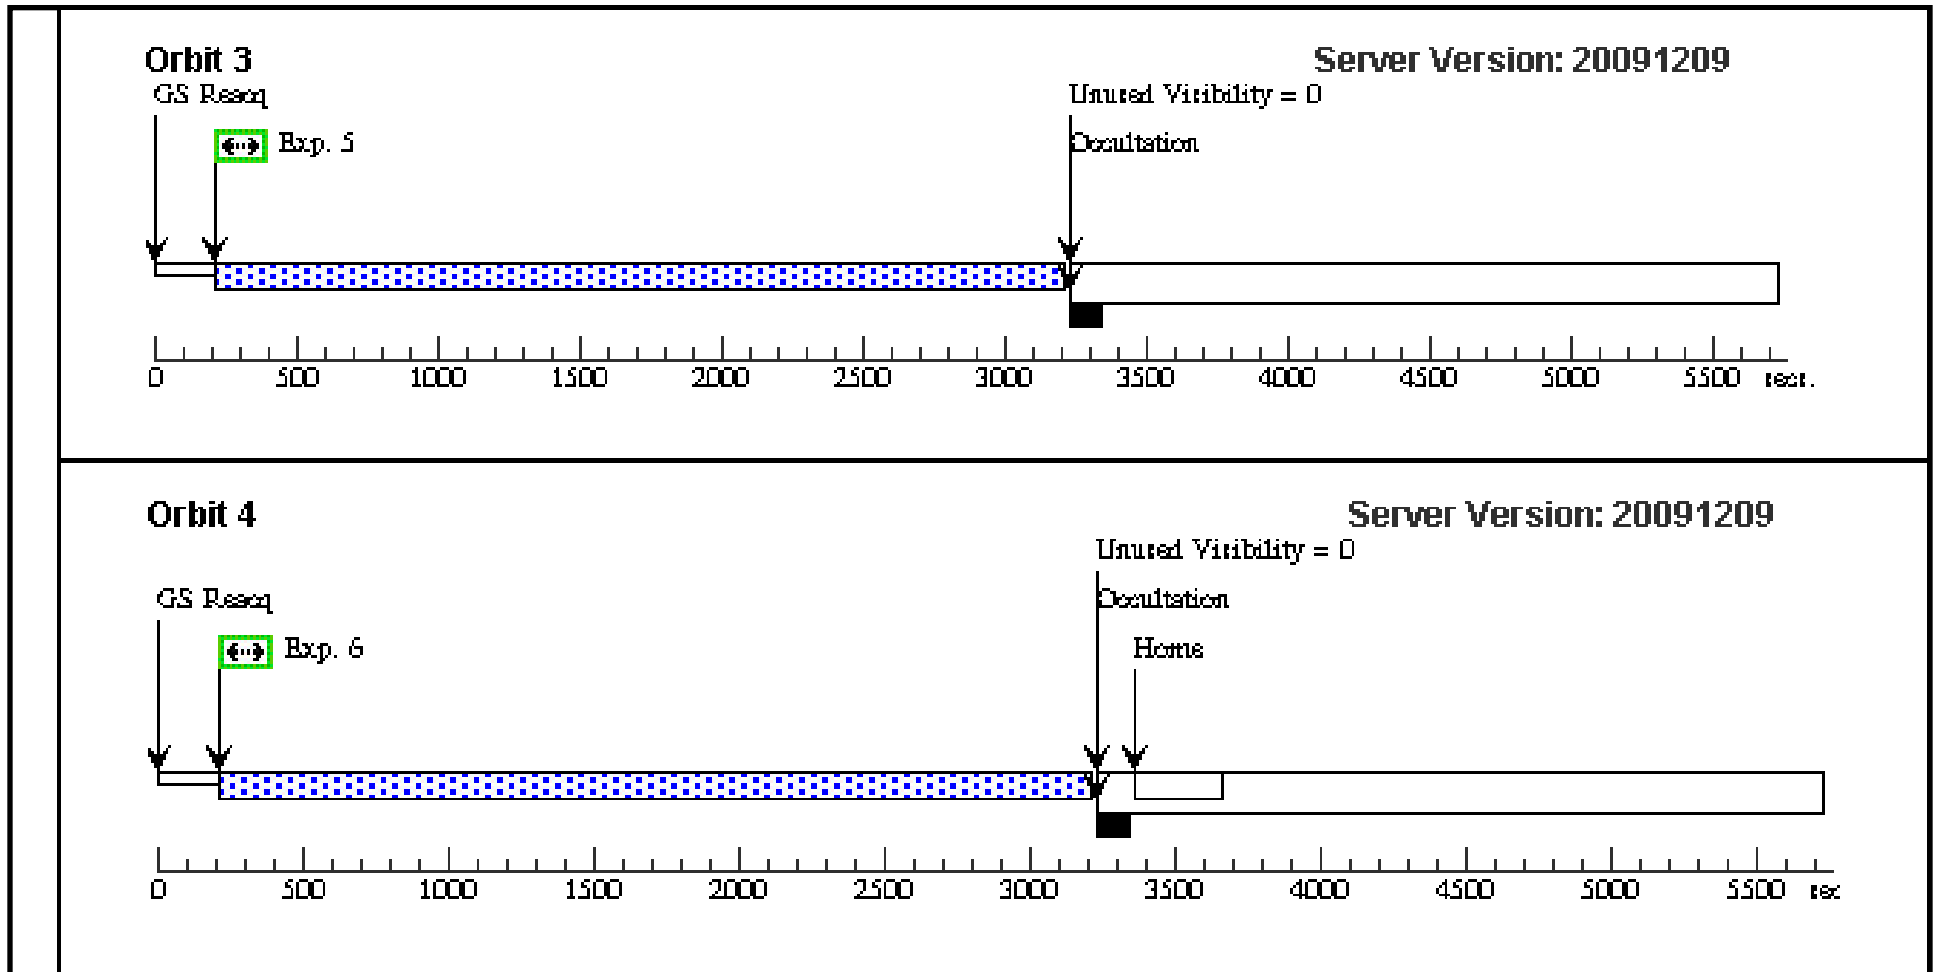 Orbit 3
Server Version: 20091209
GS Reacq
Unused Visibility = 0
Exp. 5
Occultation
0 500 1000 1500 2000 2500 3000 3500 4000 4500 5000 5500 secs.
Orbit 4
Server Version: 20091209
Unused Visibility = 0
GS Reacq
Occultation
Exp. 6
Home
0 500 1000 1500 2000 2500 3000 3500 4000 4500 5000 5500 sec